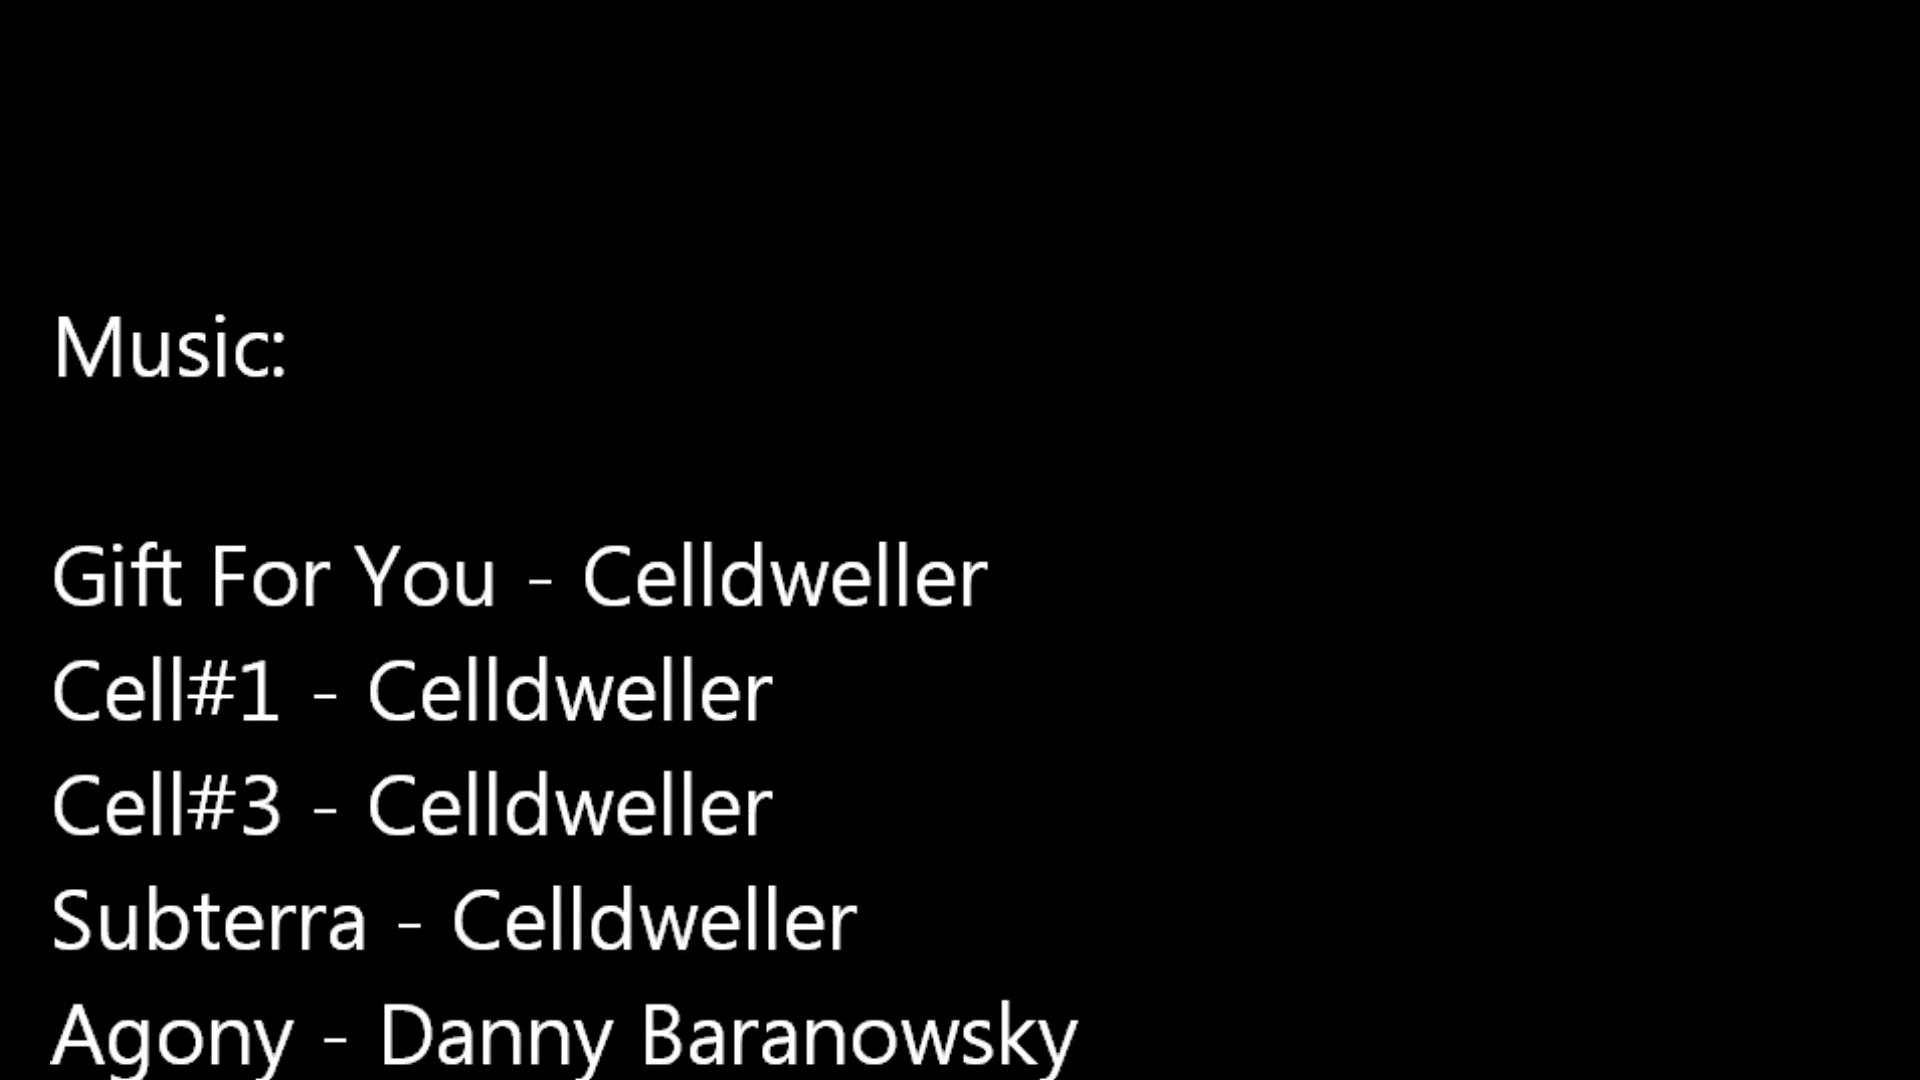 Music:
Gift For You - Celldweller
Cell#1 - Celldweller
Cell#3 - Celldweller
Subterra - Celldweller
Agony - Danny Baranowsky